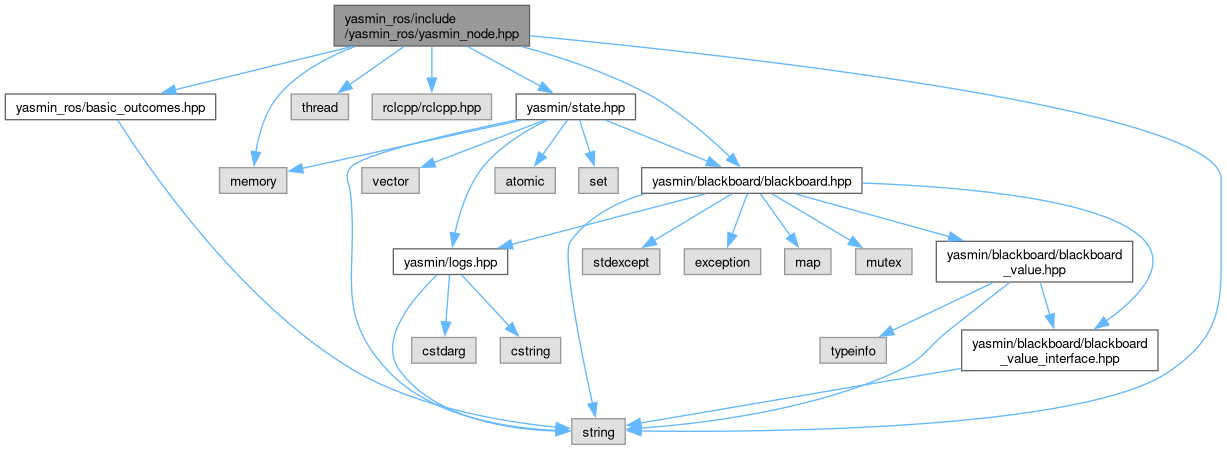 yasmin_ros/include
/yasmin_ros/yasmin_node.hpp
yasmin_ros/basic_outcomes.hpp
thread
rclcpp/rclcpp.hpp
yasmin/state.hpp
memory
vector
atomic
set
yasmin/blackboard/blackboard.hpp
yasmin/logs.hpp
stdexcept
exception
map
mutex
yasmin/blackboard/blackboard
_value.hpp
cstdarg
cstring
typeinfo
yasmin/blackboard/blackboard
_value_interface.hpp
string